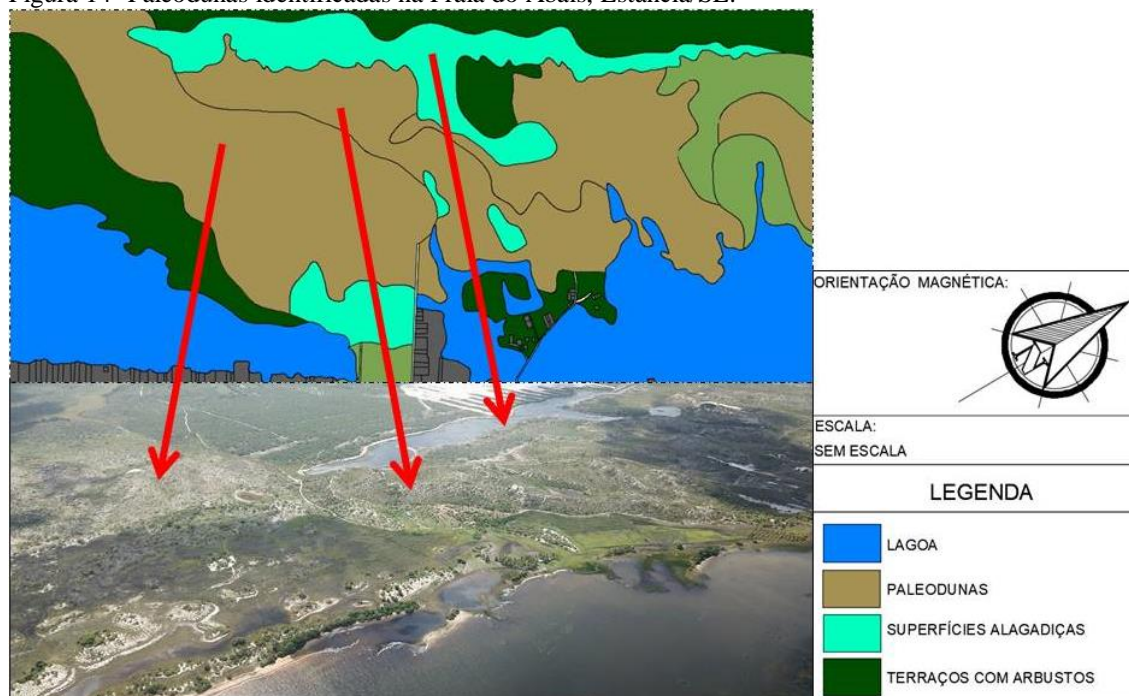 Figura 14- Paleodunas identificadas na Praia do Abaís, Estância/SE.
ORIENTAÇÃO MAGNÉTICA:
ESCALA:
SEM ESCALA
LEGENDA
LAGOA
PALEODUNAS
SUPERFÍCIES ALAGADIÇAS
TERRAÇOS COM ARBUSTOS